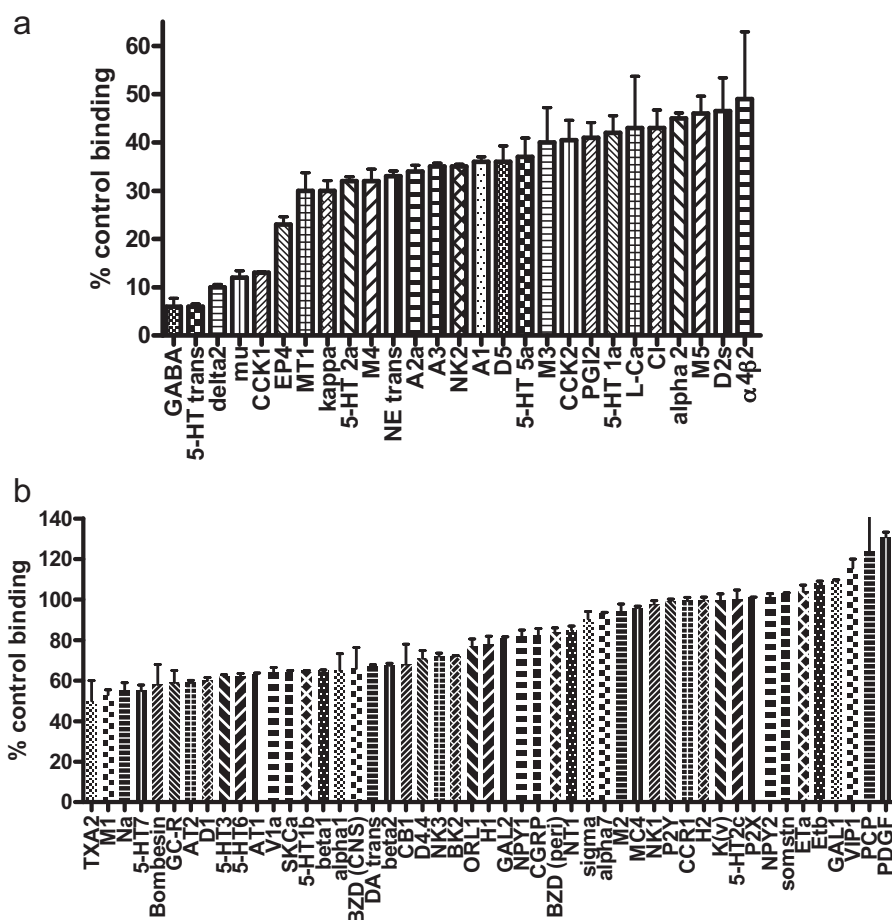 a
60
50
40
30
20
10
0
% control binding
GABA
5-HT trans
delta2
mu
CCK1
EP4
MT1
kappa
5-HT 2a
M4
NE trans
A2a
A3
NK2
A1
D5
5-HT 5a
M3
CCK2
PGI2
5-HT 1a
L-Ca
Cl
alpha 2
M5
D2s
α4β2
b
140
120
100
80
60
40
20
0
% control binding
TXA2
M1
Na
5-HT7
Bombesin
GC-R
AT2
D1
5-HT3
5-HT6
AT1
V1a
SKCa
5-HT1b
beta1
alpha1
BZD (CNS)
DA trans
beta2
CB1
D4.4
NK3
BK2
ORL1
H1
GAL2
NPY1
CGRP
BZD (peri)
NT1
sigma
alpha7
M2
MC4
NK1
P2Y
CCR1
H2
K(v)
5-HT2c
P2X
NPY2
somstn
ETa
Etb
GAL1
VIP1
PCP
PDGF